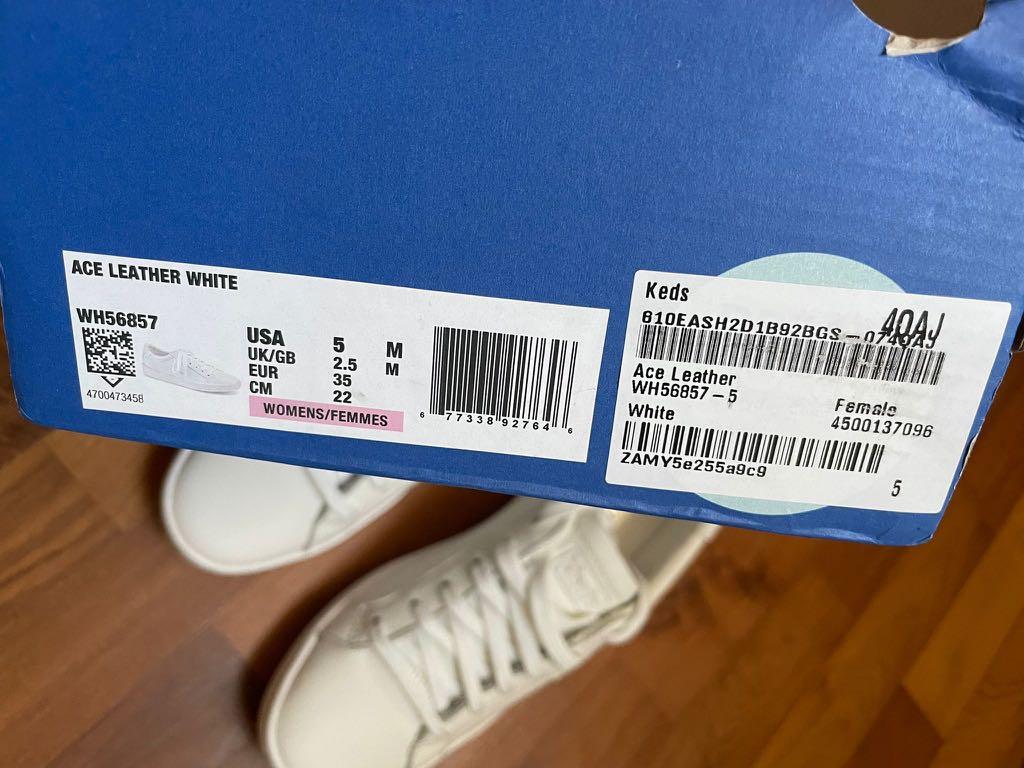 ACE LEATHER WHITE
WH56857
4700473458
USA 5 M
UK/GB 2.5 M
EUR 35
CM 22
WOMENS/FEMMES
6 77338 92764 6
Keds
40AJ
Ace Leather
WH56857-5
Female
White
4500137096
ZAMY5e255a9c9
5